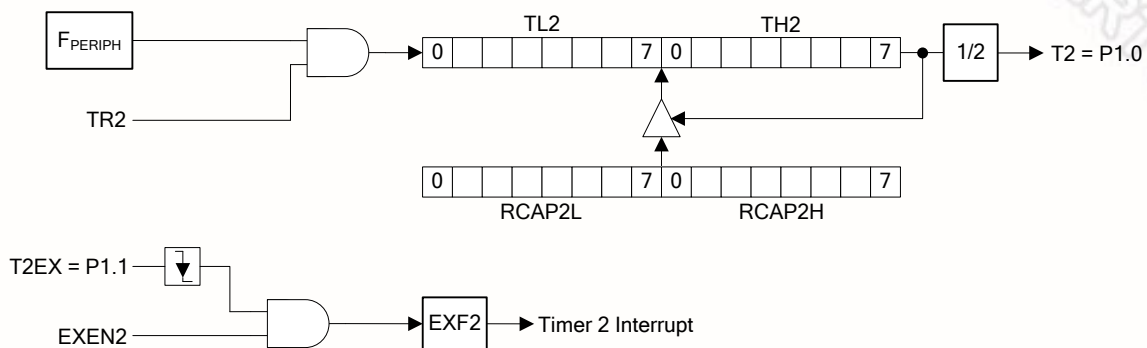 TL2 TH2
F_PERIPH 0 7 0 7 1/2 T2 = P1.0
TR2
0 7 0 7
RCAP2L RCAP2H
T2EX = P1.1
EXEN2 EXF2 Timer 2 Interrupt